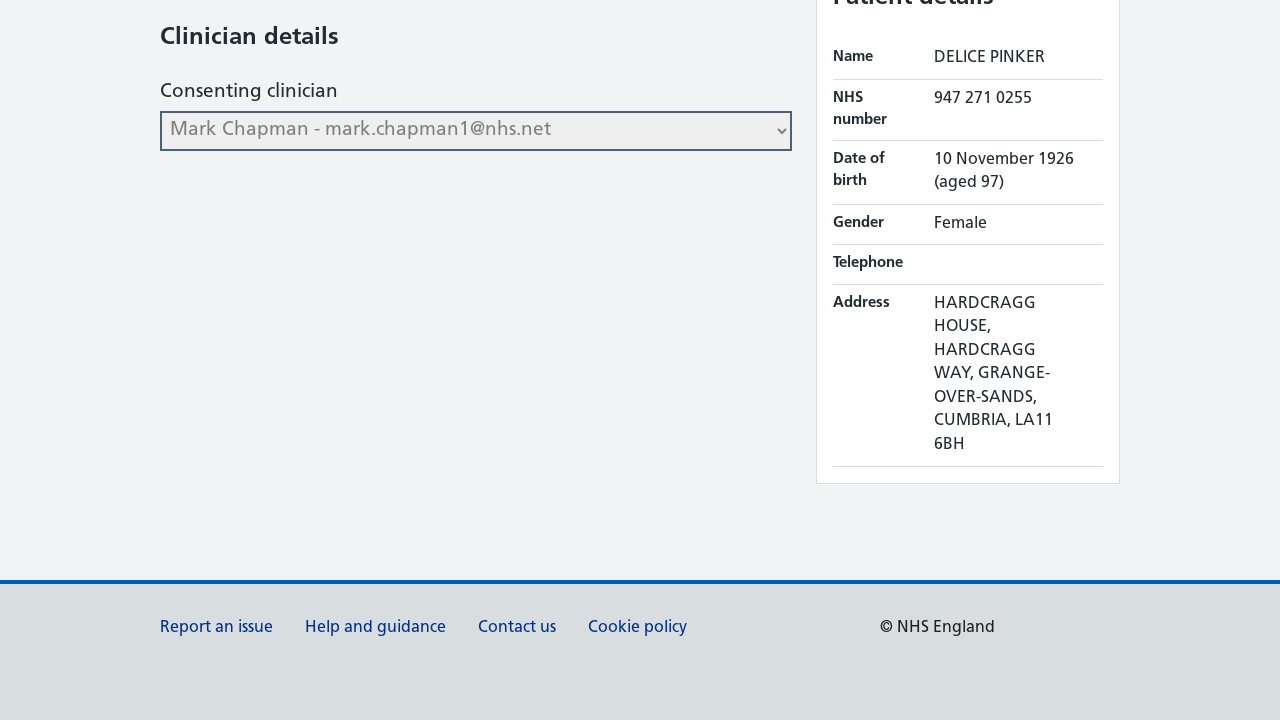 Clinician details
Consenting clinician
Mark Chapman - mark.chapman1@nhs.net
Patient details
Name
DELICE PINKER
NHS
number
947 271 0255
Date of
birth
10 November 1926
(aged 97)
Gender
Female
Telephone
Address
HARDCRAGG
HOUSE,
HARDCRAGG
WAY, GRANGE-
OVER-SANDS,
CUMBRIA, LA11
6BH
Report an issue
Help and guidance
Contact us
Cookie policy
© NHS England